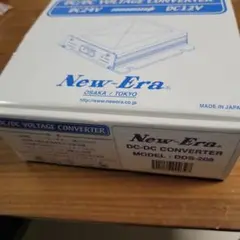 DC/DC VOLTAGE CONVERTER
DC24V DC12V
New-Era
OSAKA / TOKYO
www.newera.co.jp
MADE IN JAPAN
DC/DC VOLTAGE CONVERTER
New-Era
DC-DC CONVERTER
MODEL : DDS-208